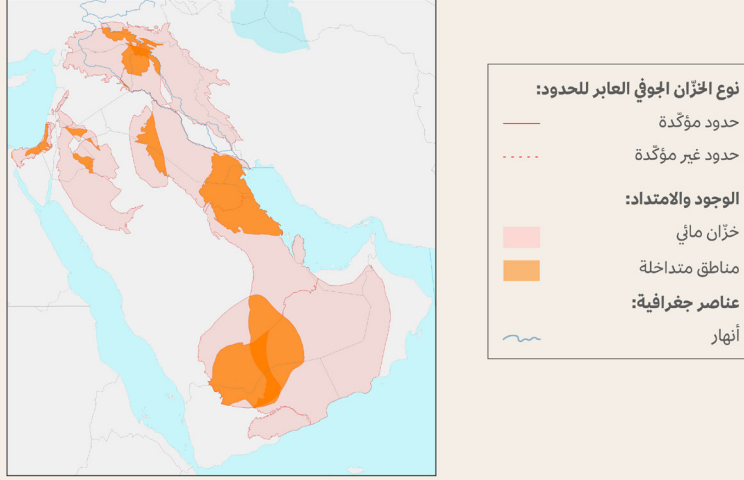 نوع الخزّان الجوفي العابر للحدود:
حدود مؤكّدة
حدود غير مؤكّدة
الوجود والامتداد:
خزّان مائي
مناطق متداخلة
عناصر جغرافية:
أنهار